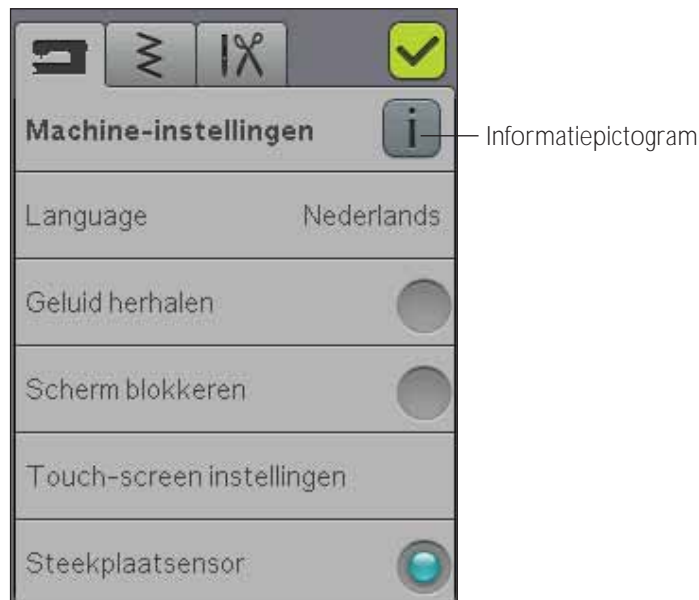 Machine-instellingen
i
Informatiepictogram
Language Nederlands
Geluid herhalen
Scherm blokkeren
Touch-screen instellingen
Steekplaatsensor